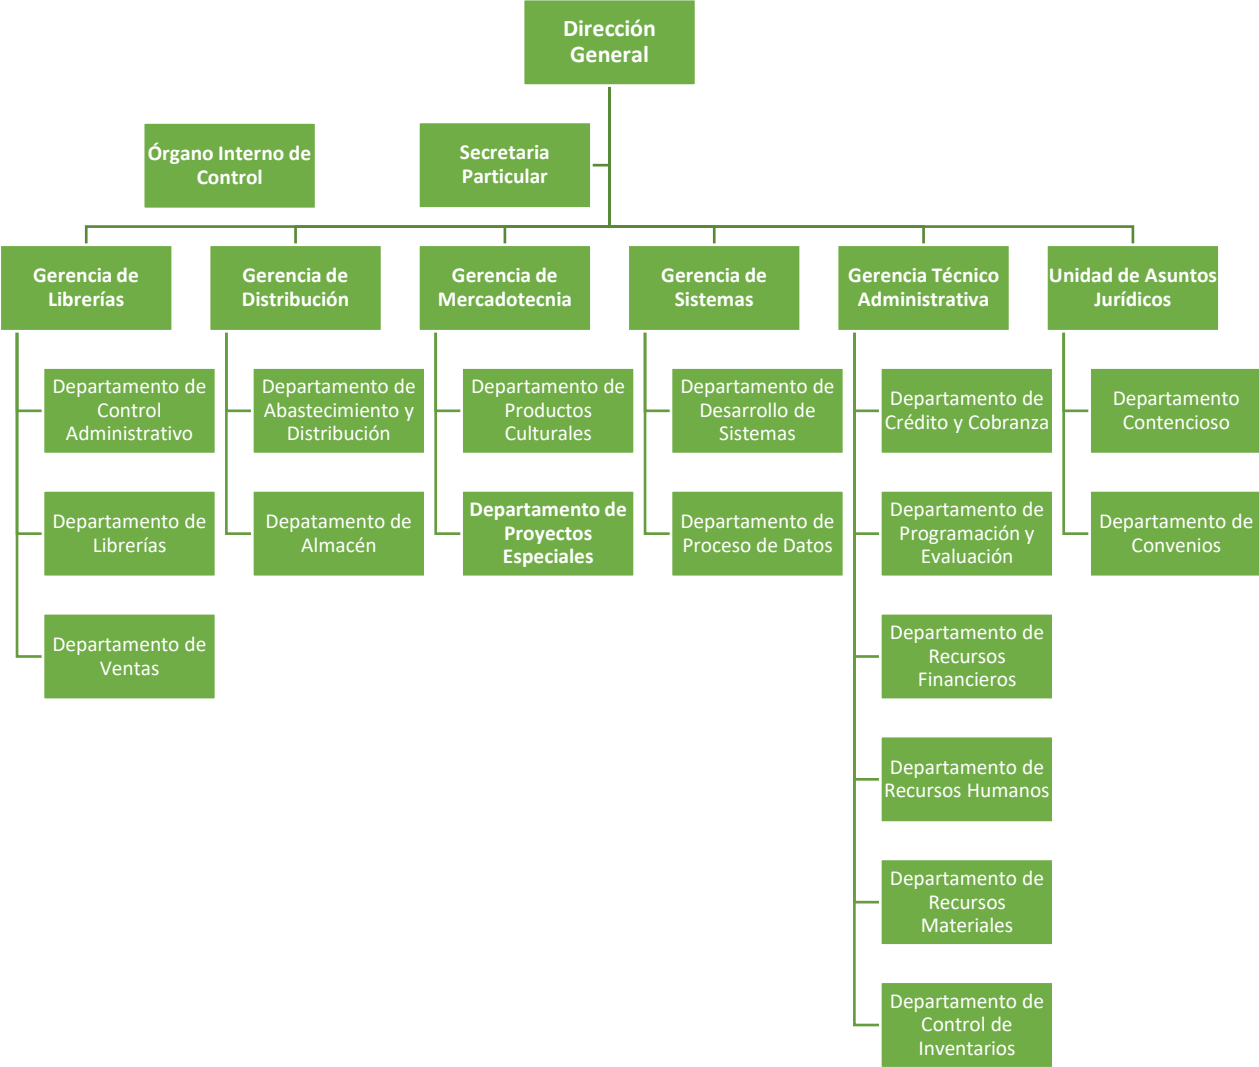 Dirección
General
Órgano Interno de
Control
Secretaria
Particular
Gerencia de
Librerías
Gerencia de
Distribución
Gerencia de
Mercadotecnia
Gerencia de
Sistemas
Gerencia Técnico
Administrativa
Unidad de Asuntos
Jurídicos
Departamento de
Control
Administrativo
Departamento de
Abastecimiento y
Distribución
Departamento de
Productos
Culturales
Departamento de
Desarrollo de
Sistemas
Departamento de
Crédito y Cobranza
Departamento
Contencioso
Departamento de
Librerías
Depatamento de
Almacén
Departamento de
Proyectos
Especiales
Departamento de
Proceso de Datos
Departamento de
Programación y
Evaluación
Departamento de
Convenios
Departamento de
Ventas
Departamento de
Recursos
Financieros
Departamento de
Recursos Humanos
Departamento de
Recursos
Materiales
Departamento de
Control de
Inventarios